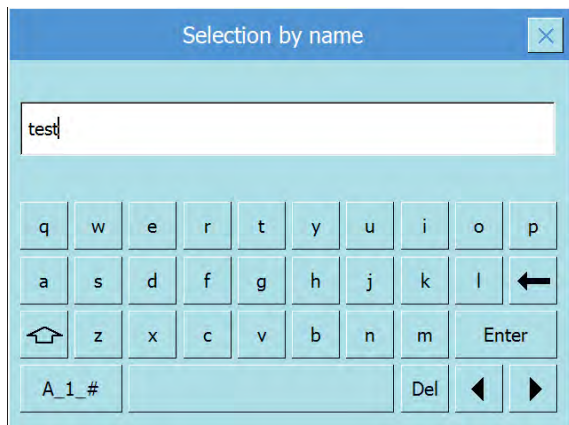 Selection by name
test
q w e r t y u i o p
a s d f g h j k l
z x c v b n m Enter
A_1_# Del